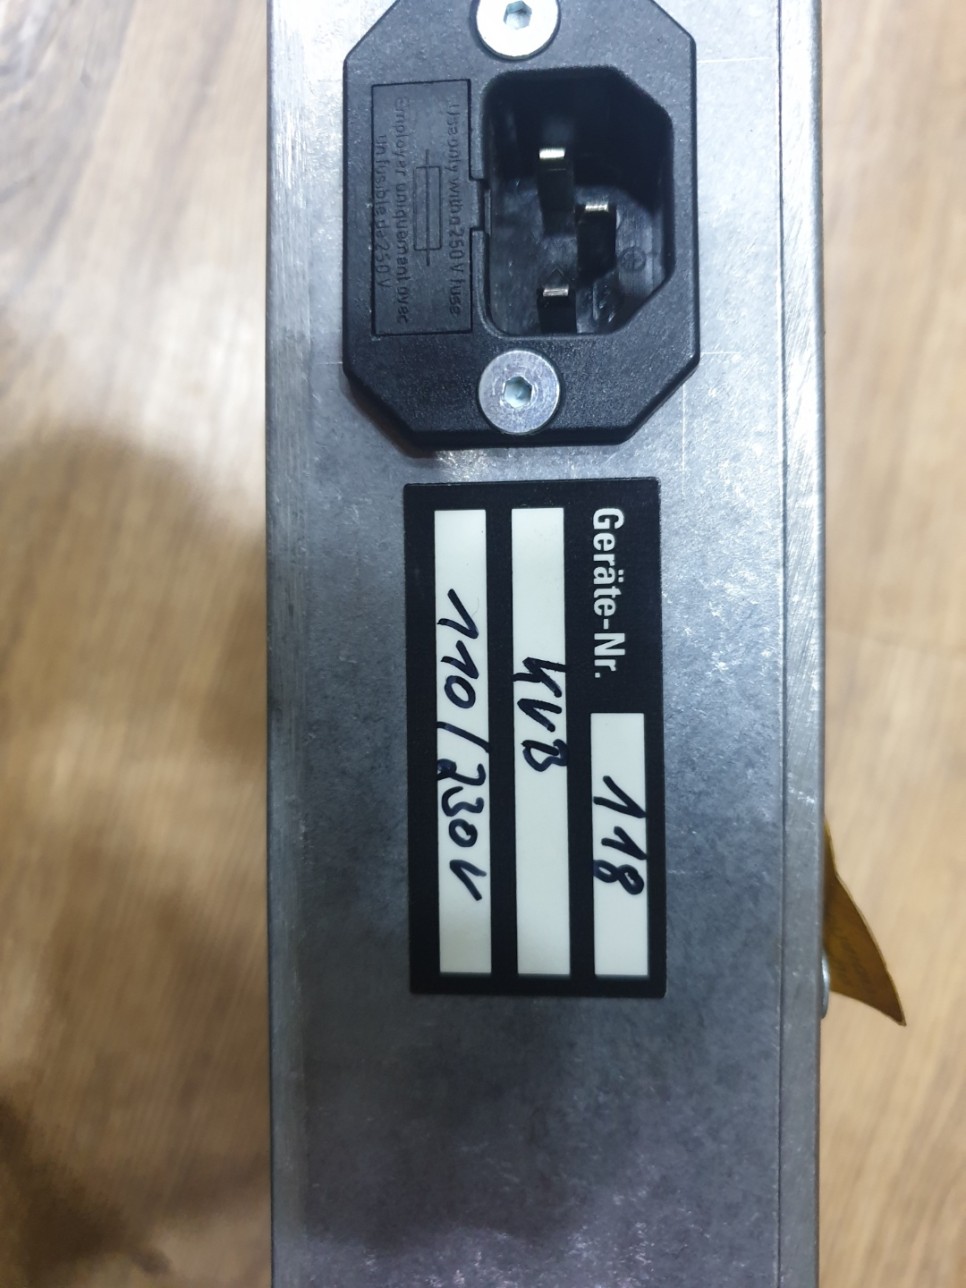 Use only with a 250 V fuse
employer uniquement avec
un fusible de 250 V
Geräte-Nr. 118
KVB
110/230V